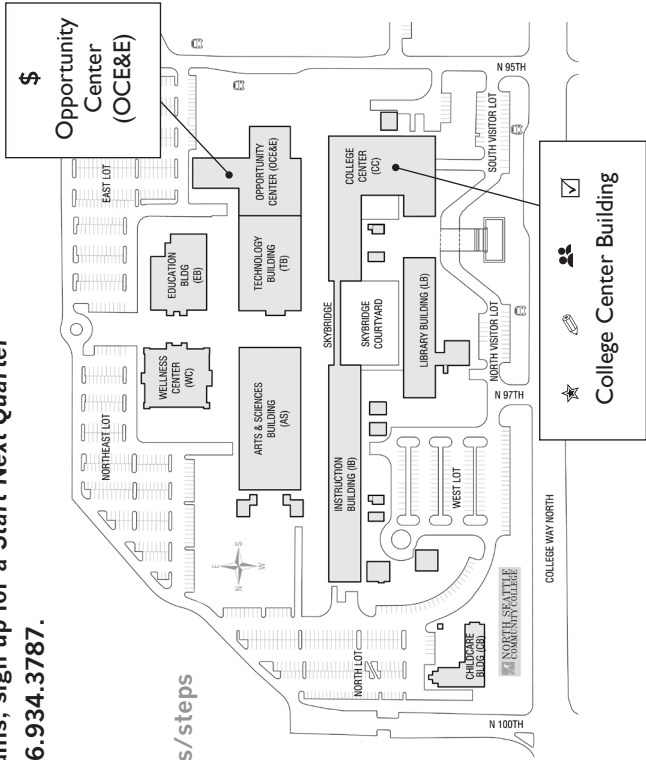 ams, sign up for a Start Next Quarter
6.934.3787.
s/steps
$
Opportunity
Center
(OCE&E)
EAST LOT
NORTHEAST LOT
EDUCATION
BLDG
(EB)
WELLNESS
CENTER
(WC)
OPPORTUNITY
CENTER (OCE&E)
TECHNOLOGY
BUILDING
(TB)
ARTS & SCIENCES
BUILDING
(AS)
N
E
S
W
COLLEGE
CENTER
(CC)
SKYBRIDGE
SKYBRIDGE
COURTYARD
INSTRUCTION
BUILDING (IB)
LIBRARY BUILDING (LB)
NORTH LOT
WEST LOT
NORTH VISITOR LOT
SOUTH VISITOR LOT
CHILDCARE
BLDG (CB)
NORTH SEATTLE
COMMUNITY COLLEGE
N 95TH
N 97TH
N 100TH
COLLEGE WAY NORTH
College Center Building